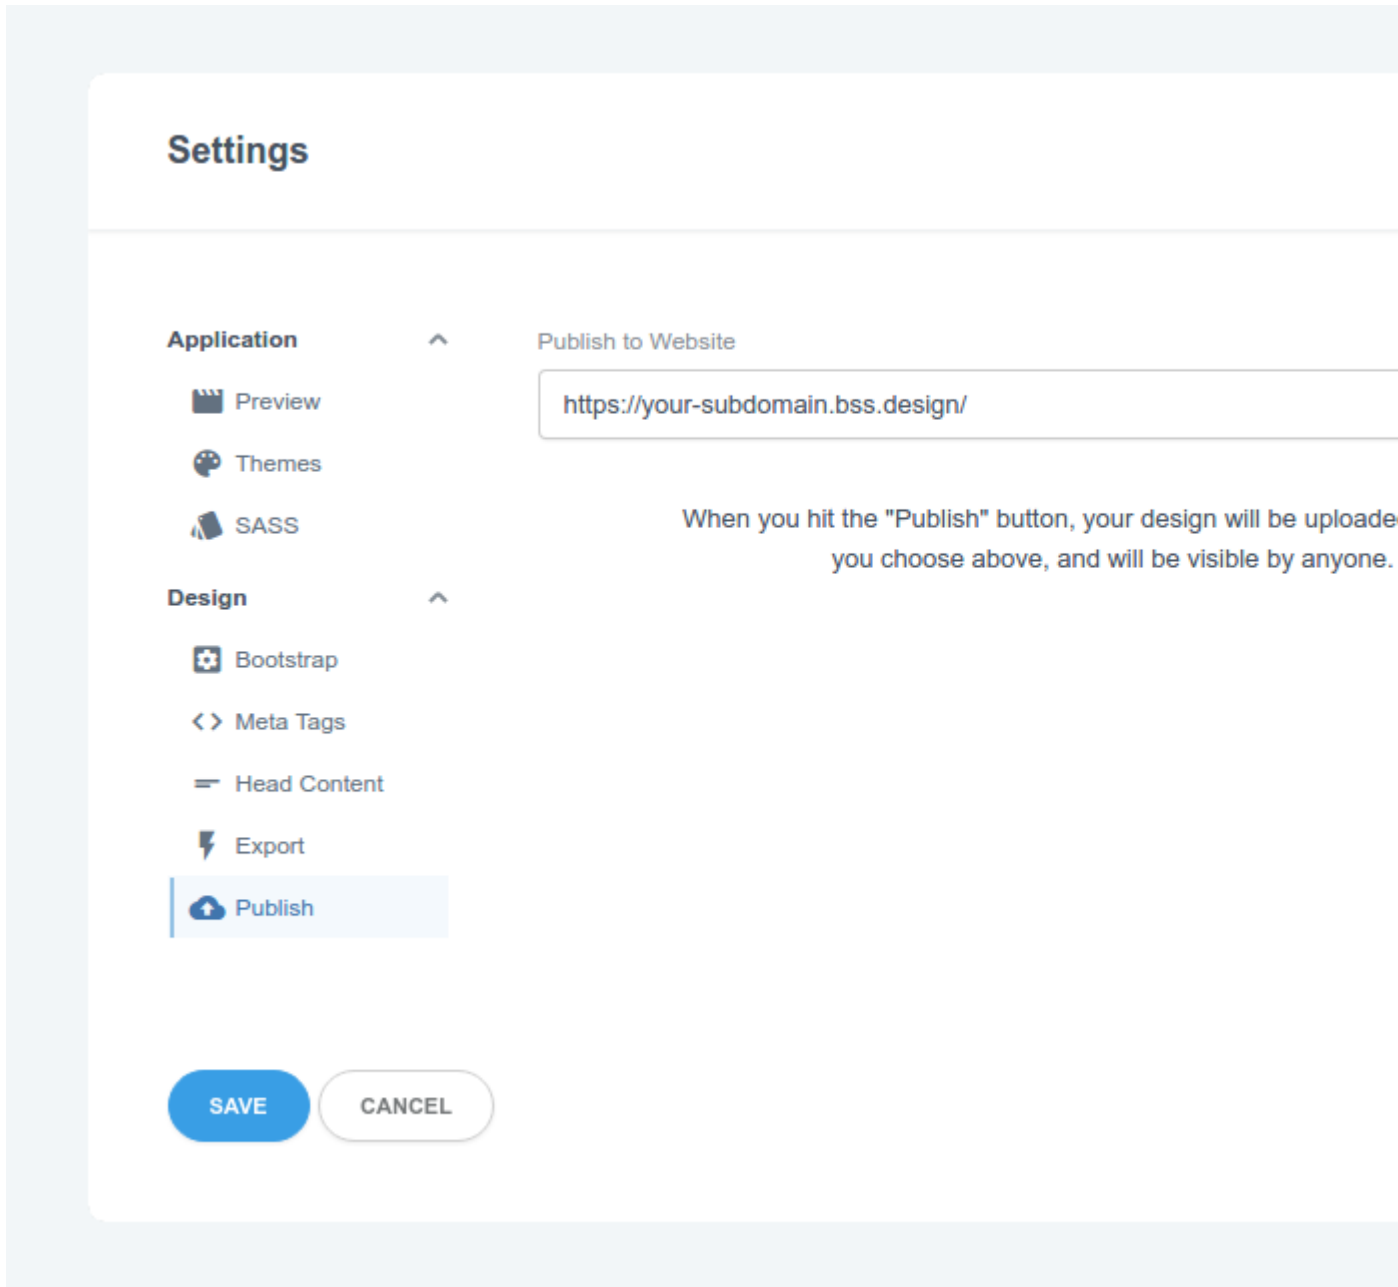 Settings
Application
Preview
Themes
SASS
Design
Bootstrap
Meta Tags
Head Content
Export
Publish
Publish to Website
https://your-subdomain.bss.design/
When you hit the "Publish" button, your design will be
you choose above, and will be visible by anyone.
SAVE
CANCEL